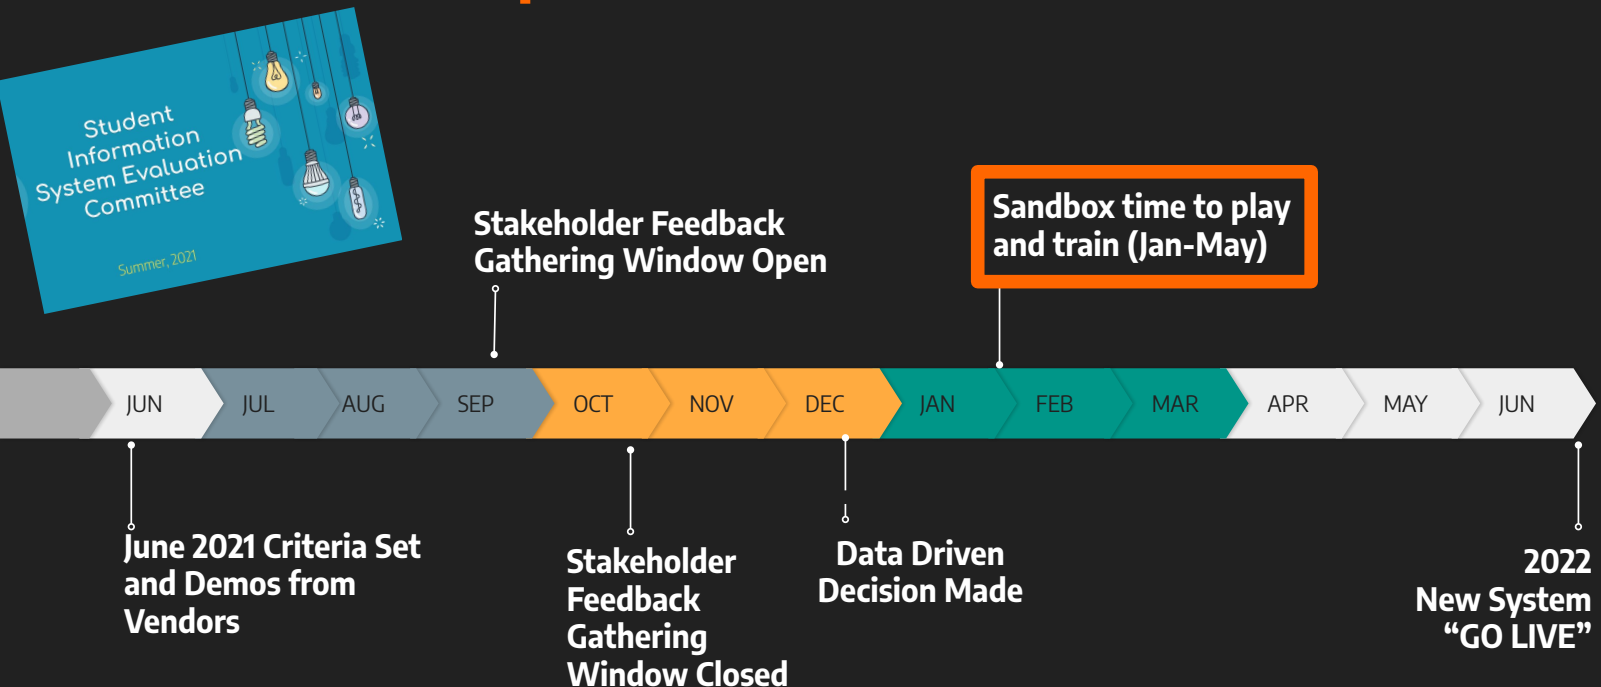 Student
Information
System Evaluation
Committee
Summer, 2021
Stakeholder Feedback
Gathering Window Open
Sandbox time to play
and train (Jan-May)
JUN
JUL
AUG
SEP
OCT
NOV
DEC
JAN
FEB
MAR
APR
MAY
JUN
June 2021 Criteria Set
and Demos from
Vendors
Stakeholder
Feedback
Gathering
Window Closed
Data Driven
Decision Made
2022
New System
“GO LIVE”